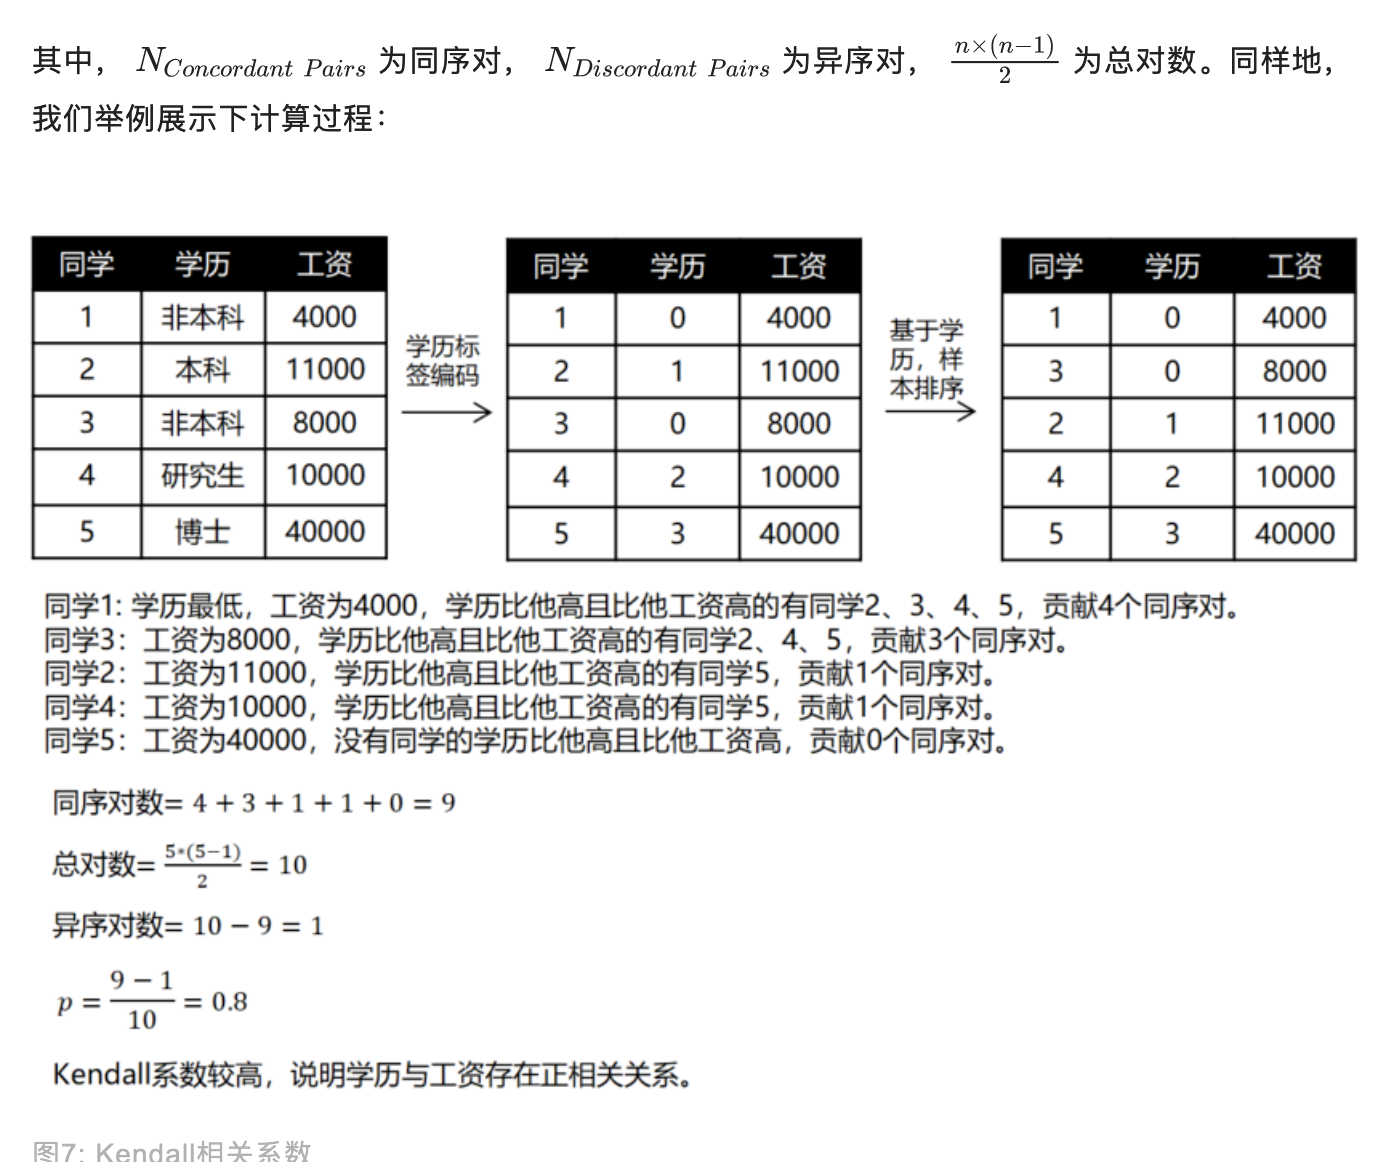 其中， N_{Concordant Pairs} 为同序对， N_{Discordant Pairs} 为异序对， \frac{n×(n−1)}{2} 为总对数。同样地，
我们举例展示下计算过程：
同学 学历 工资
1 非本科 4000
2 本科 11000
3 非本科 8000
4 研究生 10000
5 博士 40000
学历标
签编码
同学 学历 工资
1 0 4000
2 1 11000
3 0 8000
4 2 10000
5 3 40000
基于学
历，样
本排序
同学 学历 工资
1 0 4000
3 0 8000
2 1 11000
4 2 10000
5 3 40000
同学1: 学历最低，工资为4000，学历比他高且比他工资高的有同学2、3、4、5，贡献4个同序对。
同学3：工资为8000，学历比他高且比他工资高的有同学2、4、5，贡献3个同序对。
同学2：工资为11000，学历比他高且比他工资高的有同学5，贡献1个同序对。
同学4：工资为10000，学历比他高且比他工资高的有同学5，贡献1个同序对。
同学5：工资为40000，没有同学的学历比他高且比他工资高，贡献0个同序对。
同序对数= 4 + 3 + 1 + 1 + 0 = 9
总对数= \frac{5*(5−1)}{2} = 10
异序对数= 10 − 9 = 1
p = \frac{9 − 1}{10} = 0.8
Kendall系数较高，说明学历与工资存在正相关关系。
图7: Kendall相关系数